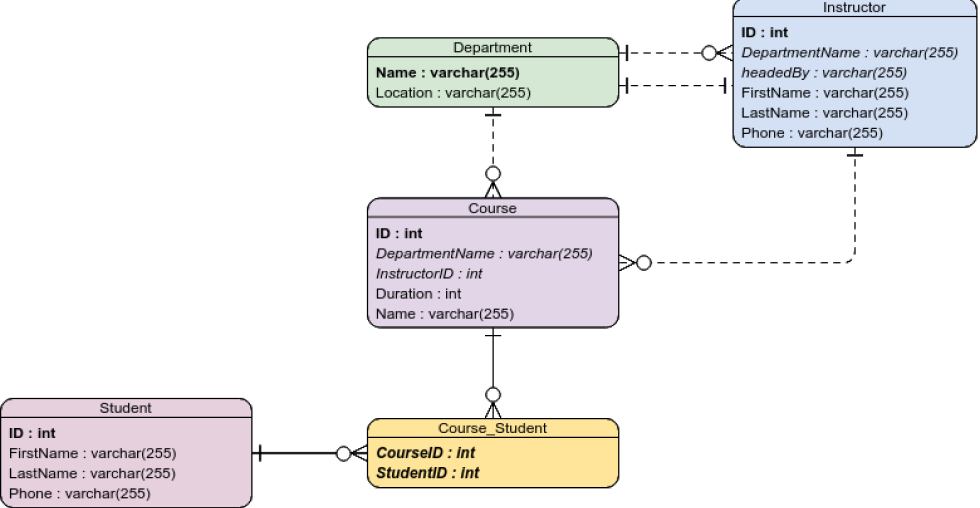 Instructor
ID : int
DepartmentName : varchar(255)
headedBy : varchar(255)
FirstName : varchar(255)
LastName : varchar(255)
Phone : varchar(255)
Department
Name : varchar(255)
Location : varchar(255)
Course
ID : int
DepartmentName : varchar(255)
InstructorID : int
Duration : int
Name : varchar(255)
Student
ID : int
FirstName : varchar(255)
LastName : varchar(255)
Phone : varchar(255)
Course_Student
CourseID : int
StudentID : int